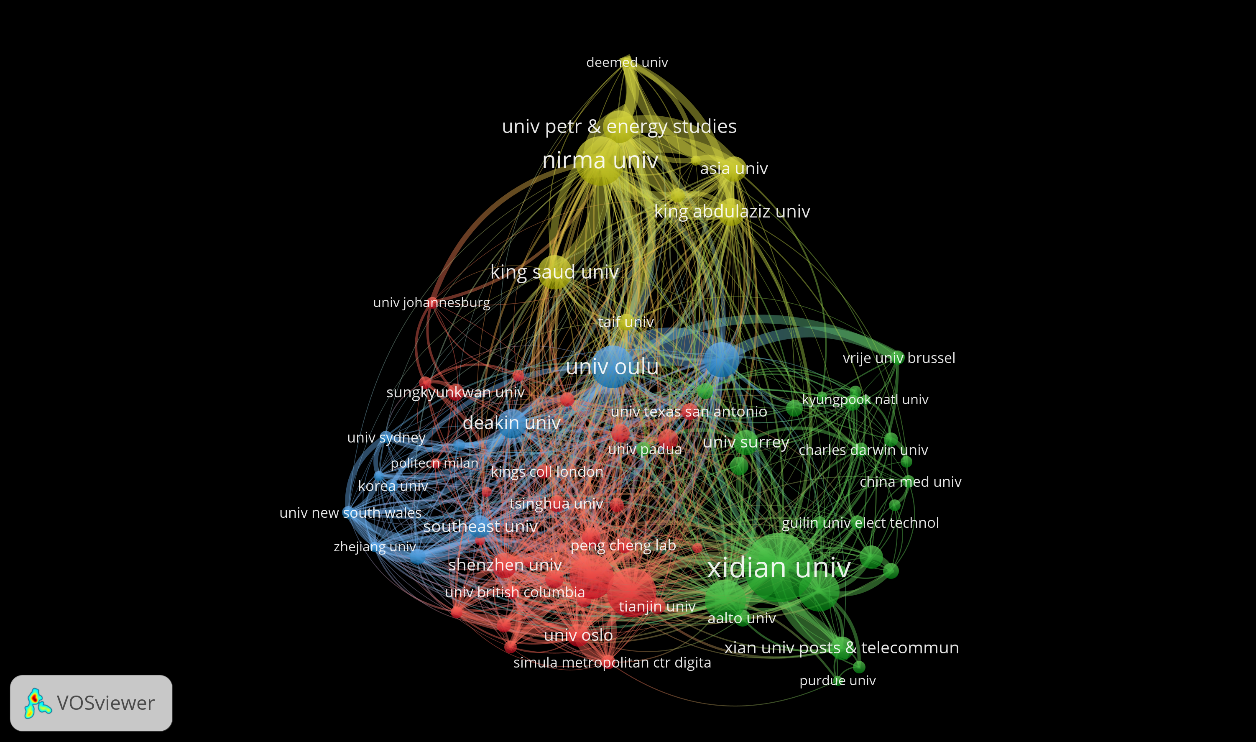 deemed univ
univ petr & energy studies
nirma univ
asia univ
king abdulaziz univ
king saud univ
univ johannesburg
taif univ
vrije univ brussel
univ oulu
sungkyunkwan univ
kyungpook natl univ
univ texas san antonio
deakin univ
univ sydney
univ surrey
univ padua
charles darwin univ
politecn milan
kings coll london
korea univ
china med univ
tsinghua univ
univ new south wales
southeast univ
guilin univ elect technol
zhejiang univ
peng cheng lab
shenzhen univ
xidian univ
univ british columbia
tianjin univ
aalto univ
univ oslo
xian univ posts & telecommun
simula metropolitan ctr digita
purdue univ
VOSviewer